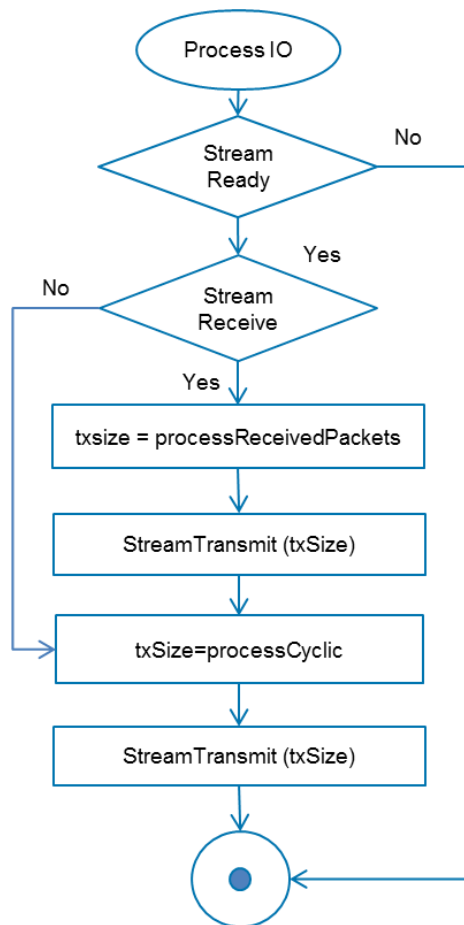 Process IO
Stream
Ready
No
Yes
No
Stream
Receive
Yes
txsize = processReceivedPackets
StreamTransmit (txSize)
txSize=processCyclic
StreamTransmit (txSize)